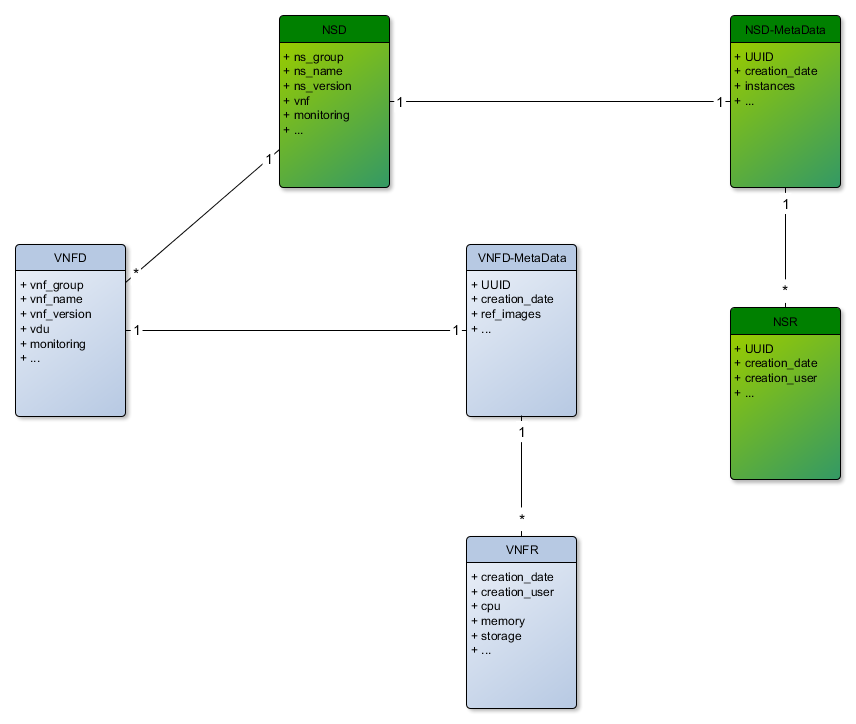 NSD
+ ns_group
+ ns_name
+ ns_version
+ vnf
+ monitoring
+ ...
NSD-MetaData
+ UUID
+ creation_date
+ instances
+ ...
1
1
1
*
1
*
VNFD
+ vnf_group
+ vnf_name
+ vnf_version
+ vdu
+ monitoring
+ ...
VNFD-MetaData
+ UUID
+ creation_date
+ ref_images
+ ...
1
1
NSR
+ UUID
+ creation_date
+ creation_user
+ ...
1
*
VNFR
+ creation_date
+ creation_user
+ cpu
+ memory
+ storage
+ ...